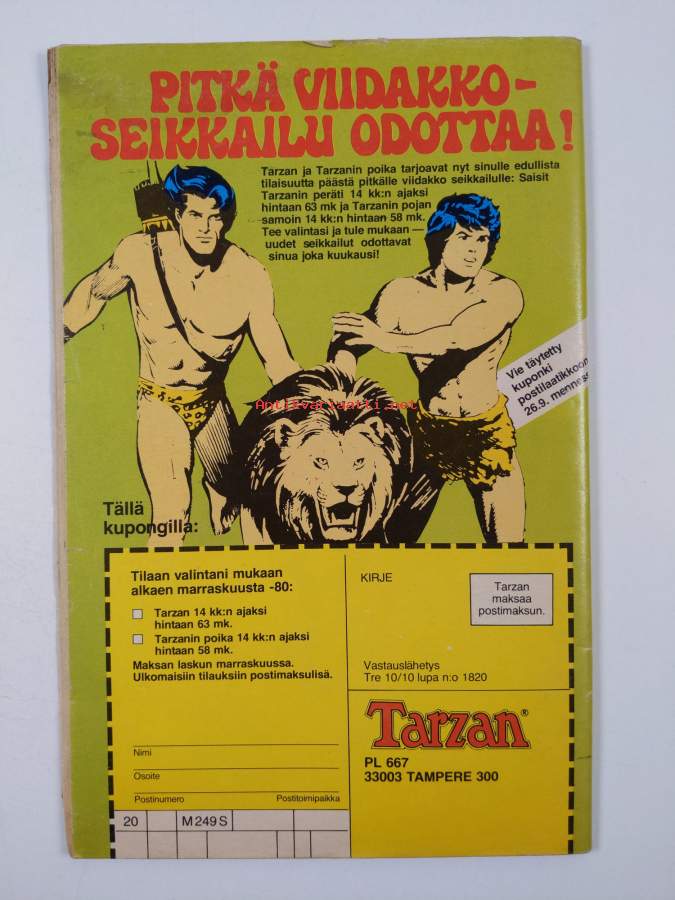 PITKÄ VIIDAKKO-
SEIKKAILU ODOTTAA!
Tarzan ja Tarzanin poika tarjoavat nyt sinulle edullista
tilaisuutta päästä pitkälle viidakko seikkailulle: Saisit
Tarzanin peräti 14 kk:n ajaksi
hintaan 63 mk ja Tarzanin pojan
samoin 14 kk:n hintaan 58 mk.
Tee valintasi ja tule mukaan —
uudet seikkailut odottavat
sinua joka kuukausi!
Vie täytetty
kuponki
postilaatikkoon
26.9. menness
Antikvariaatti.net
Tällä
kupongilla:
Tilaan valintani mukaan
alkaen marraskuusta -80:
Tarzan 14 kk:n ajaksi
hintaan 63 mk.
Tarzanin poika 14 kk:n ajaksi
hintaan 58 mk.
Maksan laskun marraskuussa.
Ulkomaisiin tilauksiin postimaksulisä.
Nimi
Osoite
Postinumero Postitoimipaikka
20 M 249 S
KIRJE
Tarzan
maksaa
postimaksun.
Vastauslähetys
Tre 10/10 lupa n:o 1820
Tarzan®
PL 667
33003 TAMPERE 300